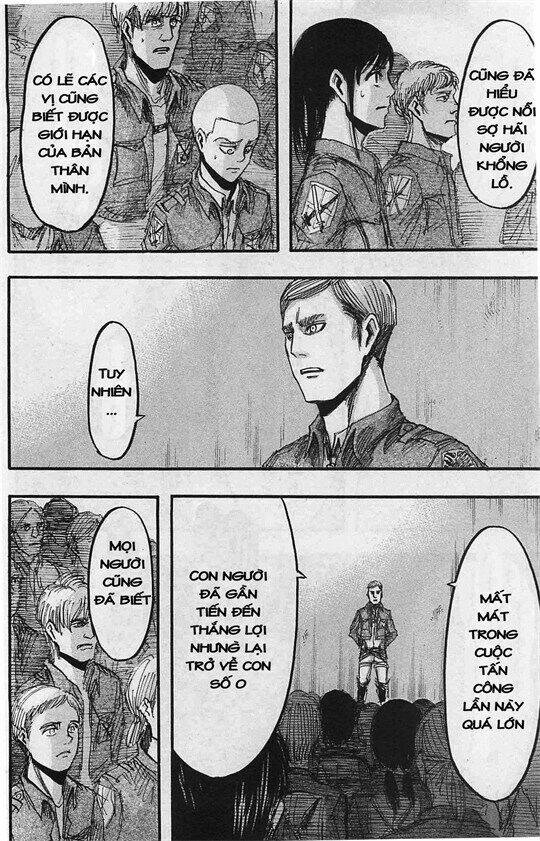 CŨNG ĐÃ
HIỂU
ĐƯỢC NỖI
SỢ HÃI
NGƯỜI
KHỔNG
LỒ.
CÓ LẼ CÁC
VỊ CŨNG
BIẾT ĐƯỢC
GIỚI HẠN
CỦA BẢN
THÂN
MÌNH.
TUY
NHIÊN
...
MẤT
MÁT
TRONG
CUỘC
TẤN
CÔNG
LẦN NÀY
QUÁ LỚN
CON NGƯỜI
ĐÃ GẦN
TIẾN ĐẾN
THẮNG LỢI
NHƯNG LẠI
TRỞ VỀ CON
SỐ 0
MỌI
NGƯỜI
CŨNG
ĐÃ BIẾT